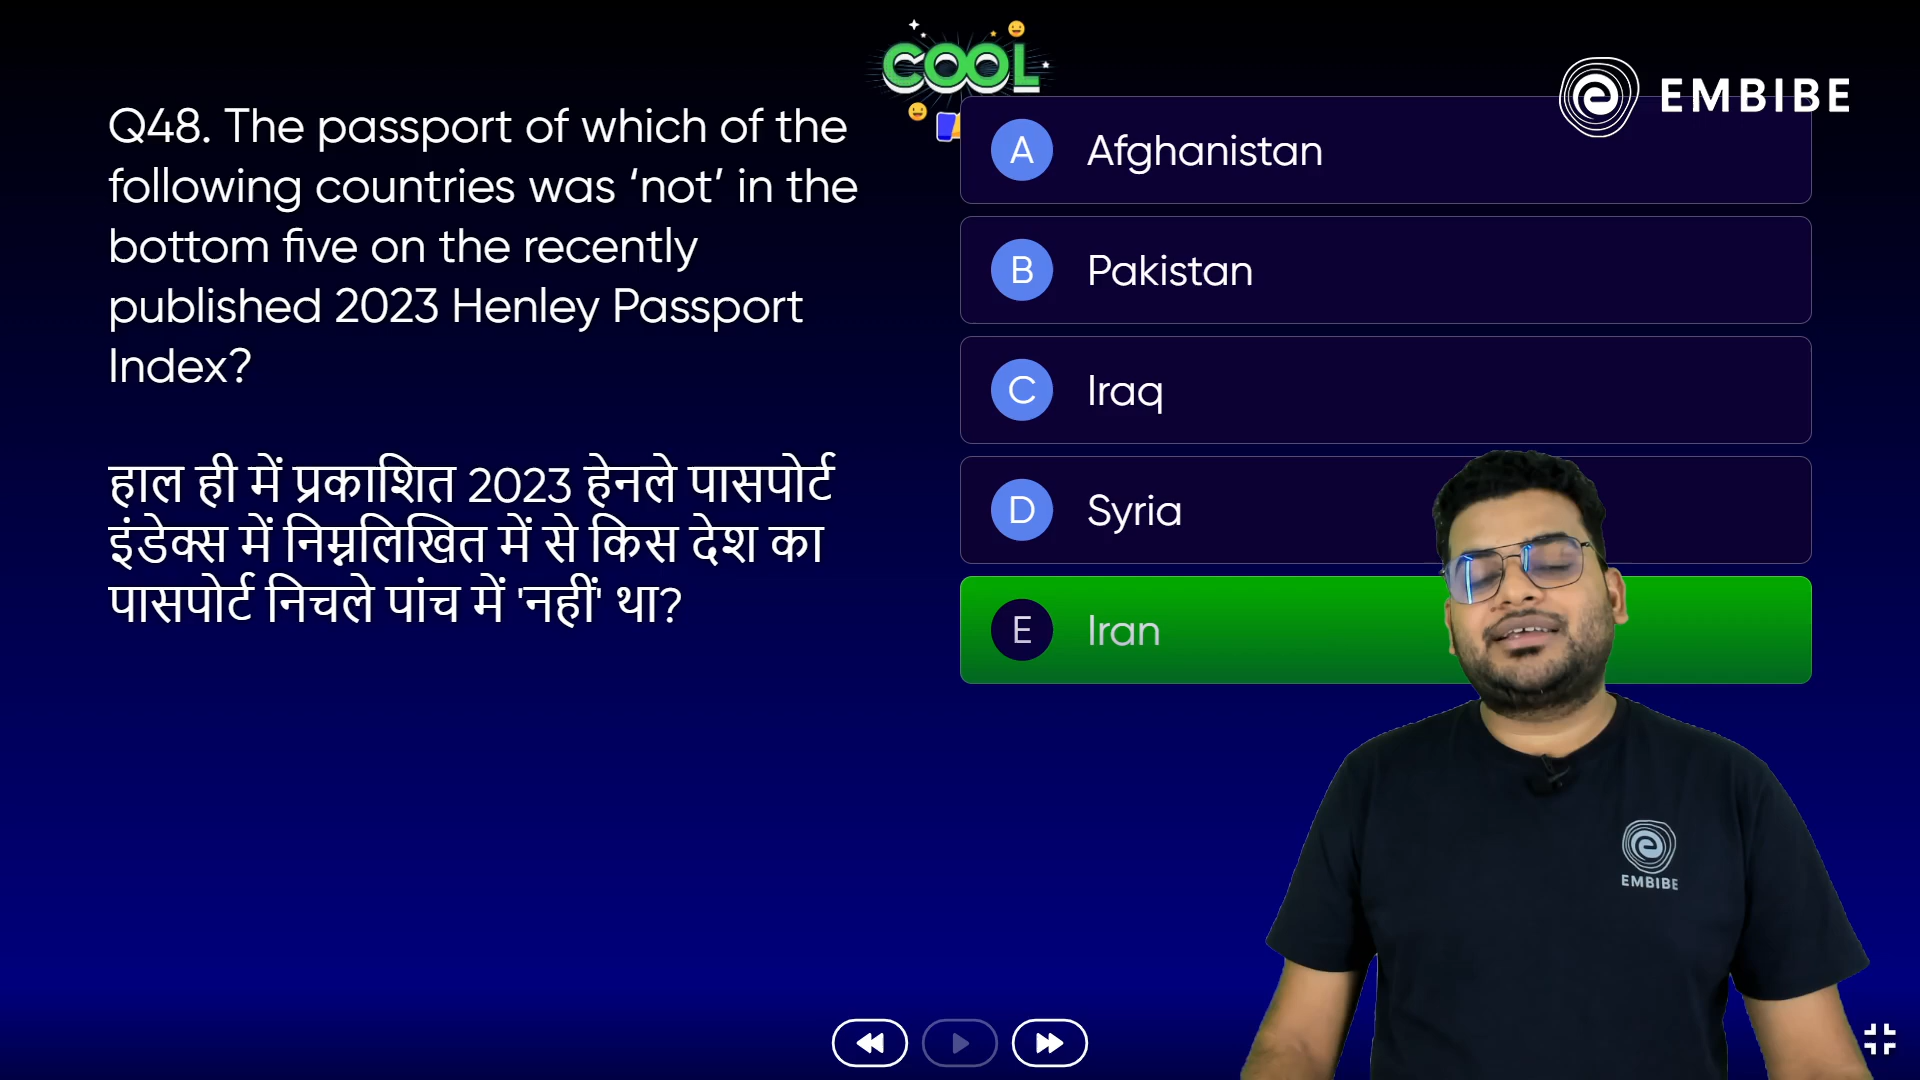 COOL
EMBIBE
Q48. The passport of which of the
following countries was ‘not’ in the
bottom five on the recently
published 2023 Henley Passport
Index?
हाल ही में प्रकाशित 2023 हेनले पासपोर्ट
इंडेक्स में निम्नलिखित में से किस देश का
पासपोर्ट निचले पांच में 'नहीं' था?
A Afghanistan
B Pakistan
C Iraq
D Syria
E Iran
EMBIBE